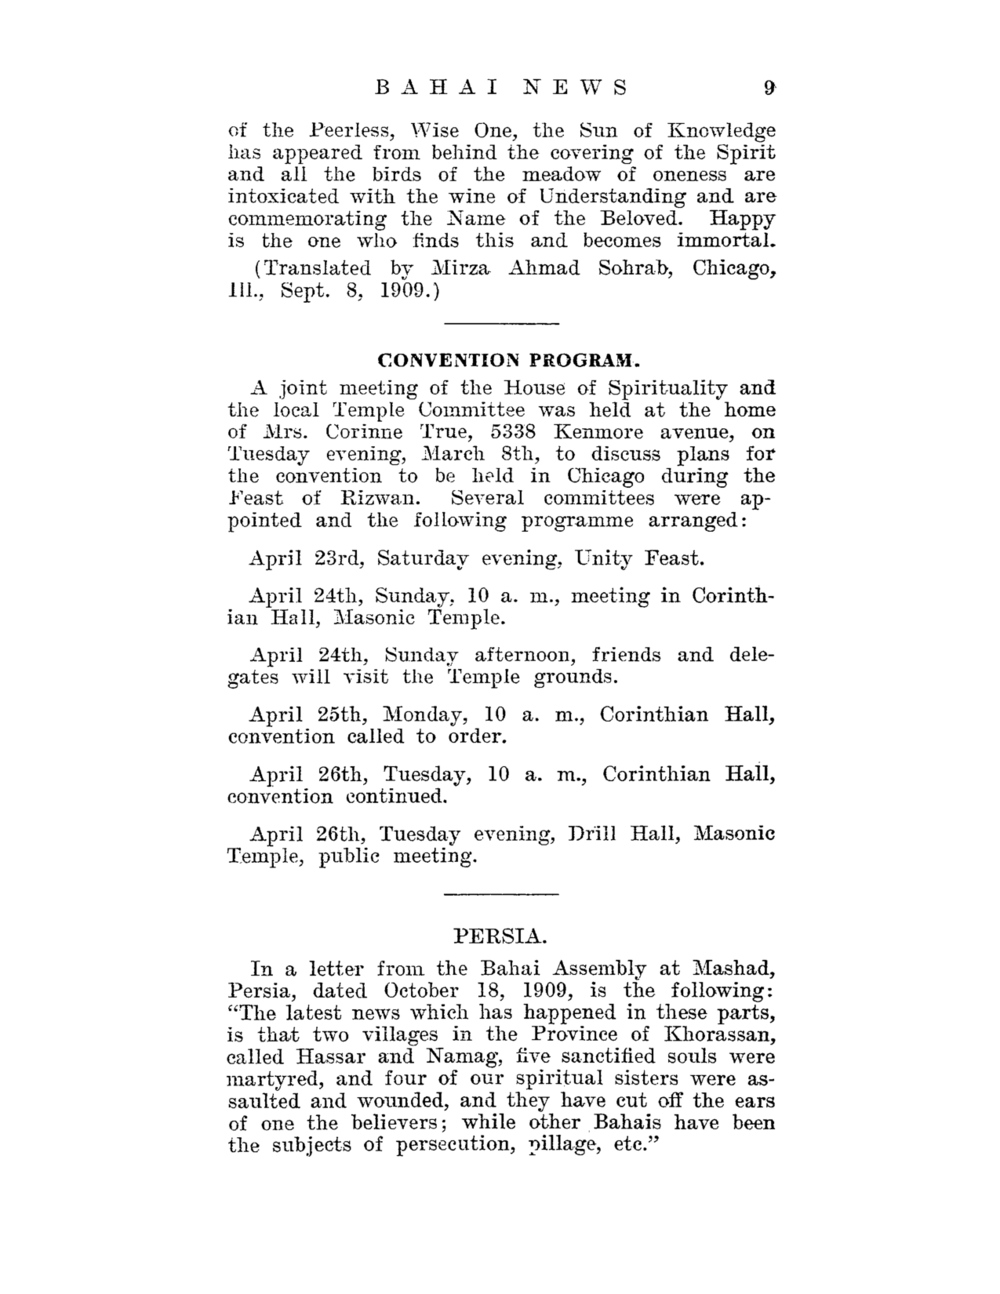 BAHAI NEWS 9
of the Peerless, Wise One, the Sun of Knowledge
has appeared from behind the covering of the Spirit
and all the birds of the meadow of oneness are
intoxicated with the wine of Understanding and are
commemorating the Name of the Beloved. Happy
is the one who finds this and becomes immortal.
(Translated by Mirza Ahmad Sohrab, Chicago,
Ill., Sept. 8, 1909.)
CONVENTION PROGRAM.
A joint meeting of the House of Spirituality and
the local Temple Committee was held at the home
of Mrs. Corinne True, 5338 Kenmore avenue, on
Tuesday evening, March 8th, to discuss plans for
the convention to be held in Chicago during the
Feast of Rizwan. Several committees were ap-
pointed and the following programme arranged:
April 23rd, Saturday evening, Unity Feast.
April 24th, Sunday, 10 a. m., meeting in Corinth-
ian Hall, Masonic Temple.
April 24th, Sunday afternoon, friends and dele-
gates will visit the Temple grounds.
April 25th, Monday, 10 a. m., Corinthian Hall,
convention called to order.
April 26th, Tuesday, 10 a. m., Corinthian Hall,
convention continued.
April 26th, Tuesday evening, Drill Hall, Masonic
Temple, public meeting.
PERSIA.
In a letter from the Bahai Assembly at Mashad,
Persia, dated October 18, 1909, is the following:
“The latest news which has happened in these parts,
is that two villages in the Province of Khorassan,
called Hassar and Namag, five sanctified souls were
martyred, and four of our spiritual sisters were as-
saulted and wounded, and they have cut off the ears
of one the believers; while other Bahais have been
the subjects of persecution, pillage, etc.”